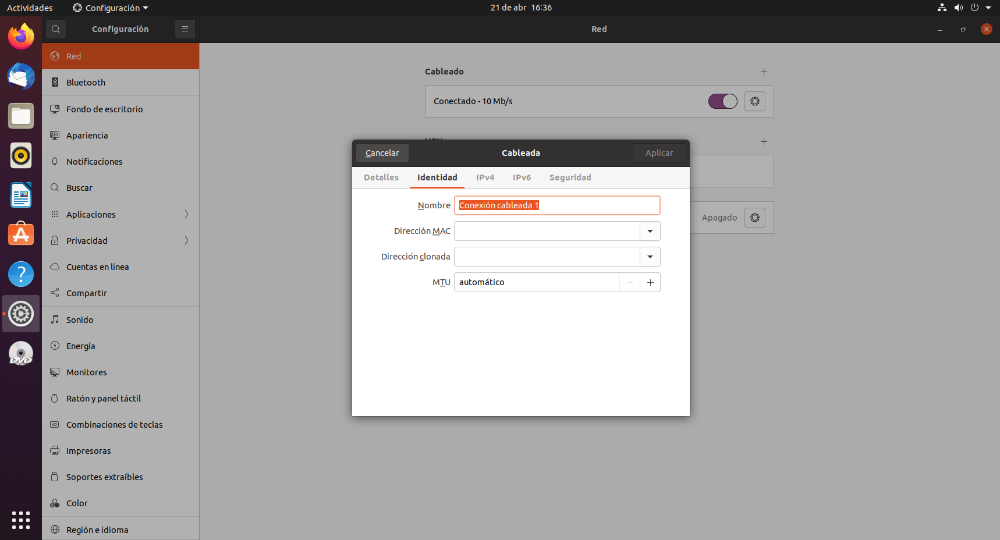 Actividades
Configuración
21 de abr 16:36
Configuración
Red
Red
Bluetooth
Fondo de escritorio
Apariencia
Notificaciones
Buscar
Aplicaciones
Privacidad
Cuentas en línea
Compartir
Sonido
Energía
Monitores
Ratón y panel táctil
Combinaciones de teclas
Impresoras
Soportes extraíbles
Color
Región e idioma
DVD
Cableado
Conectado - 10 Mb/s
Apagado
Cancelar
Cableada
Aplicar
Detalles
Identidad
IPv4
IPv6
Seguridad
Nombre
Conexión cableada 1
Dirección MAC
Dirección clonada
MTU
automático